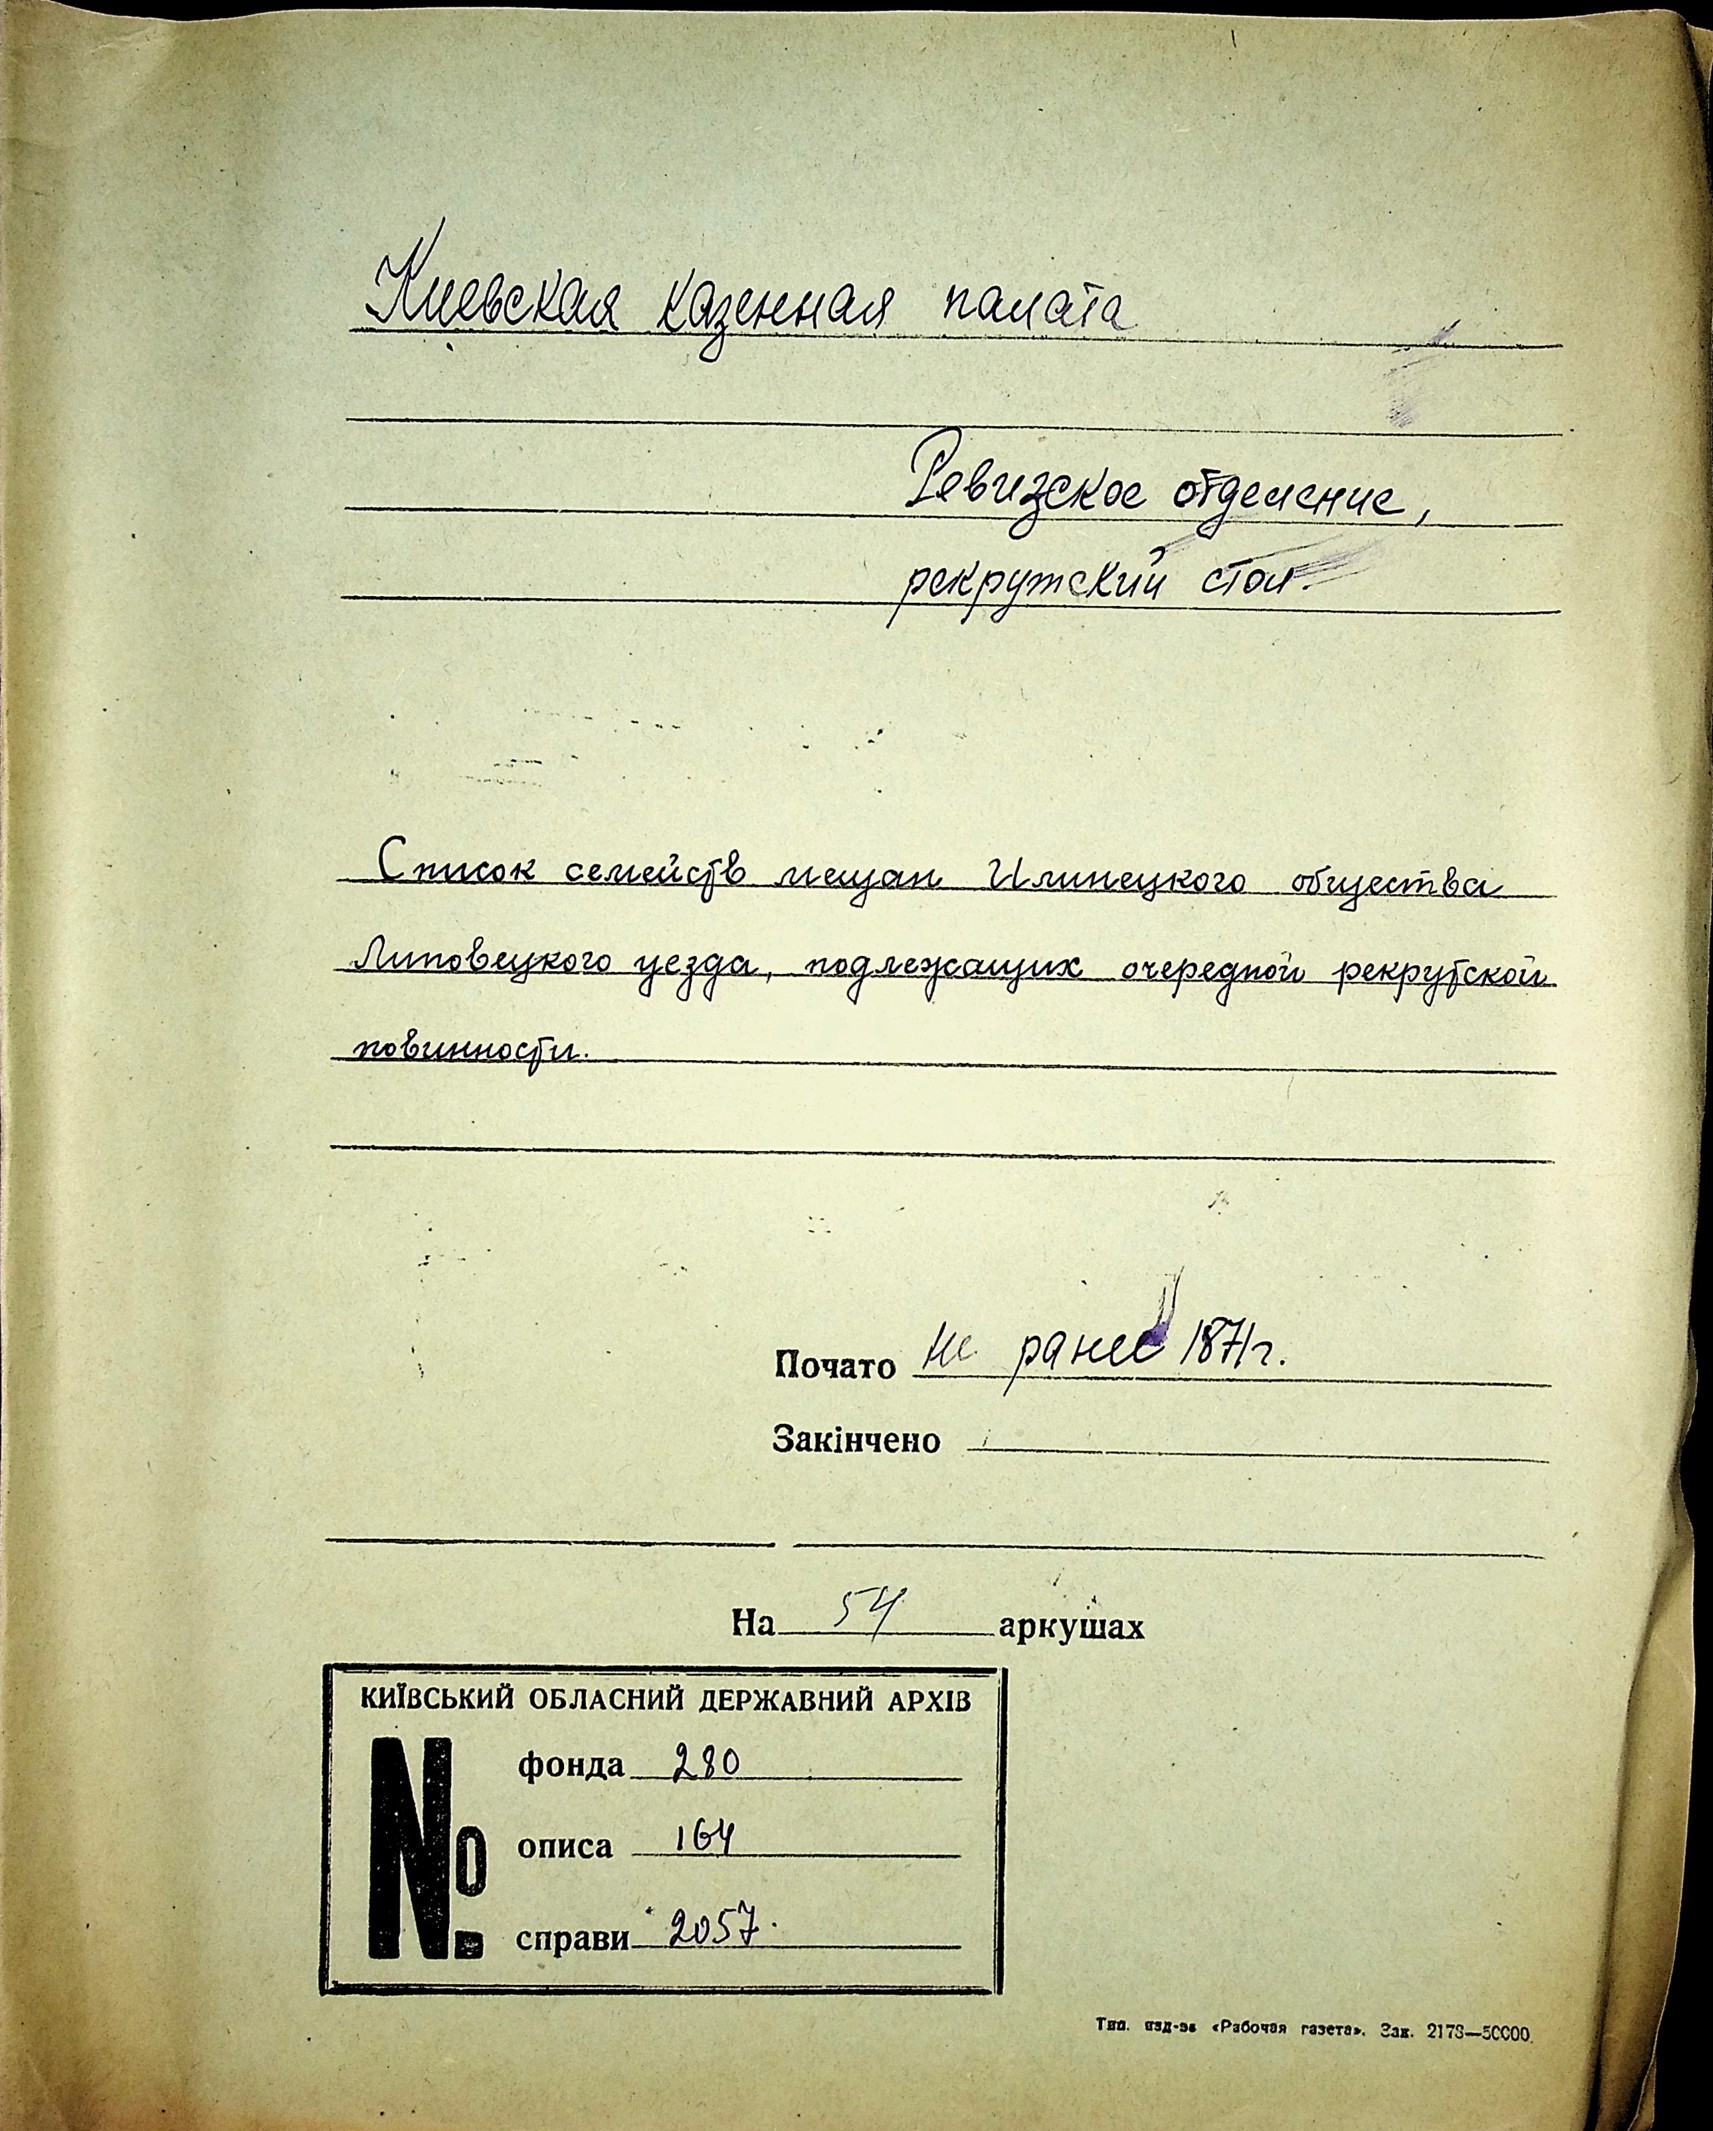 Киевская казенная палата
Ревизское отделение,
рекрутский стол.
Список семейств мещан Илинецкого общества
Липовецкого уезда, подлежащих очередной рекрутской
повинности.
Почато не ранее 1871г.
Закінчено
На 54 аркушах
КИЇВСЬКИЙ ОБЛАСНИЙ ДЕРЖАВНИЙ АРХІВ
№
фонда 280
описа 164
справи 2057.
Тип. изд-ва «Рабочая газета». Зак. 2178—50000.